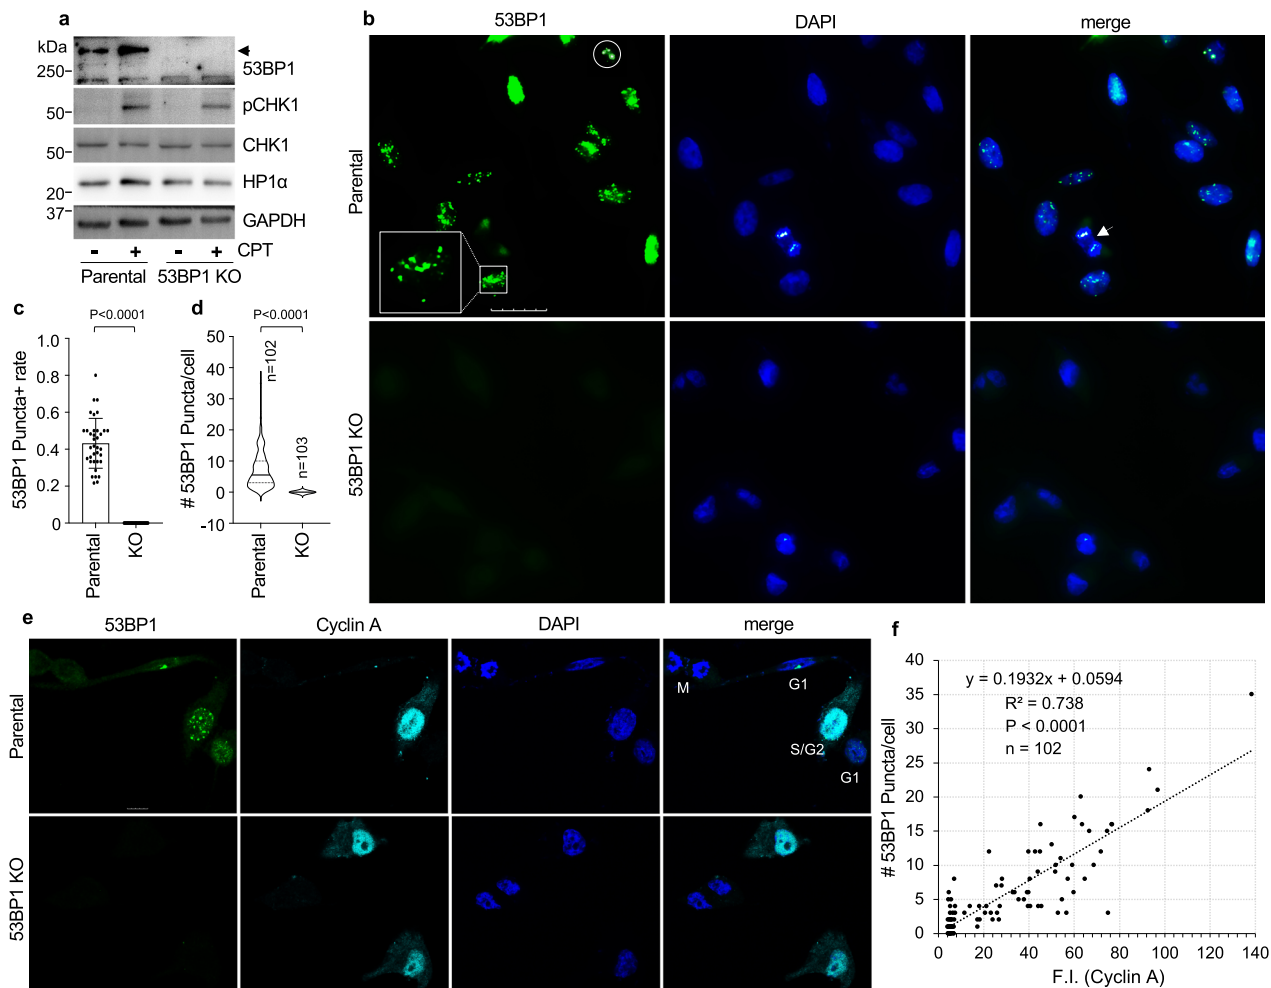 a
kDa
250
53BP1
50
pCHK1
50
CHK1
20
HP1α
37
GAPDH
- + - + CPT
Parental 53BP1 KO
b
53BP1 DAPI merge
Parental
53BP1 KO
c
P<0.0001
53BP1 Puncta+ rate
1.0
0.8
0.6
0.4
0.2
0
Parental KO
d
P<0.0001
# 53BP1 Puncta/cell
50
40
30
20
10
0
-10
n=102
n=103
Parental KO
e
53BP1 Cyclin A DAPI merge
Parental
M
G1
S/G2
G1
53BP1 KO
f
y = 0.1932x + 0.0594
R² = 0.738
P < 0.0001
n = 102
# 53BP1 Puncta/cell
40
35
30
25
20
15
10
5
0
0 20 40 60 80 100 120 140
F.I. (Cyclin A)